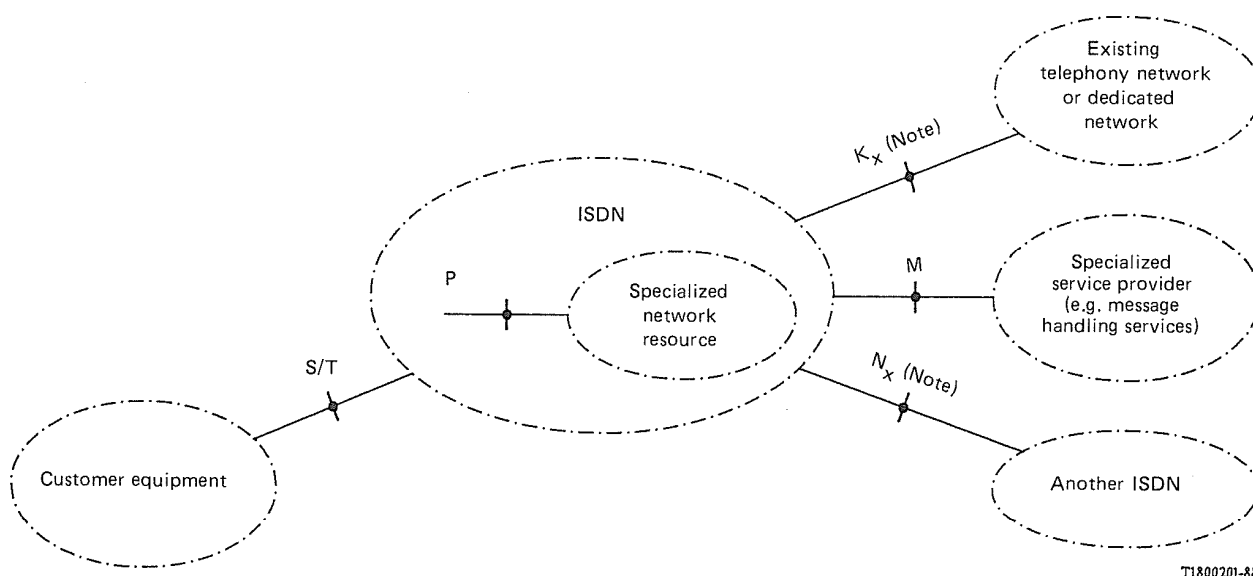 Existing
telephony network
or dedicated
network
Kx (Note)
ISDN
P
Specialized
network
resource
M
Specialized
service provider
(e.g. message
handling services)
S/T
Nx (Note)
Customer equipment
Another ISDN